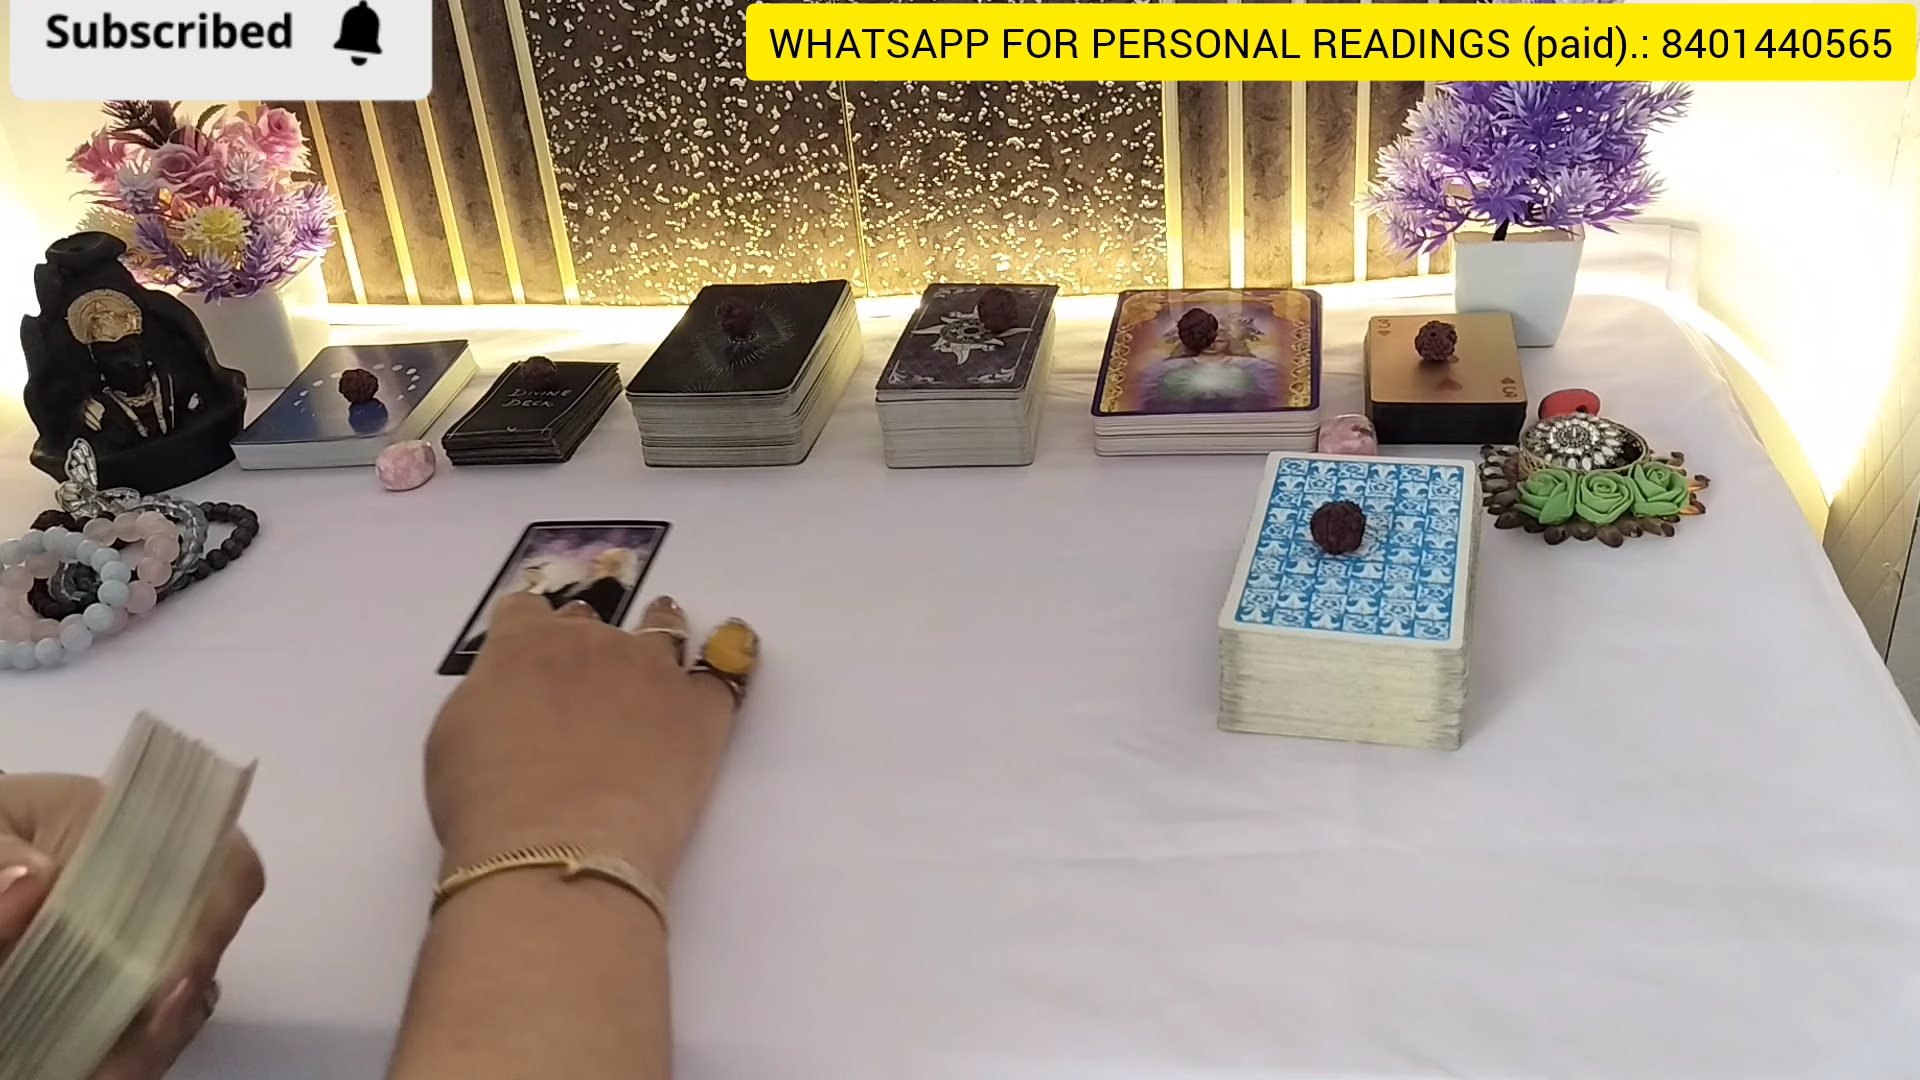 Subscribed
WHATSAPP FOR PERSONAL READINGS (paid).: 8401440565
DIVINE
DECK